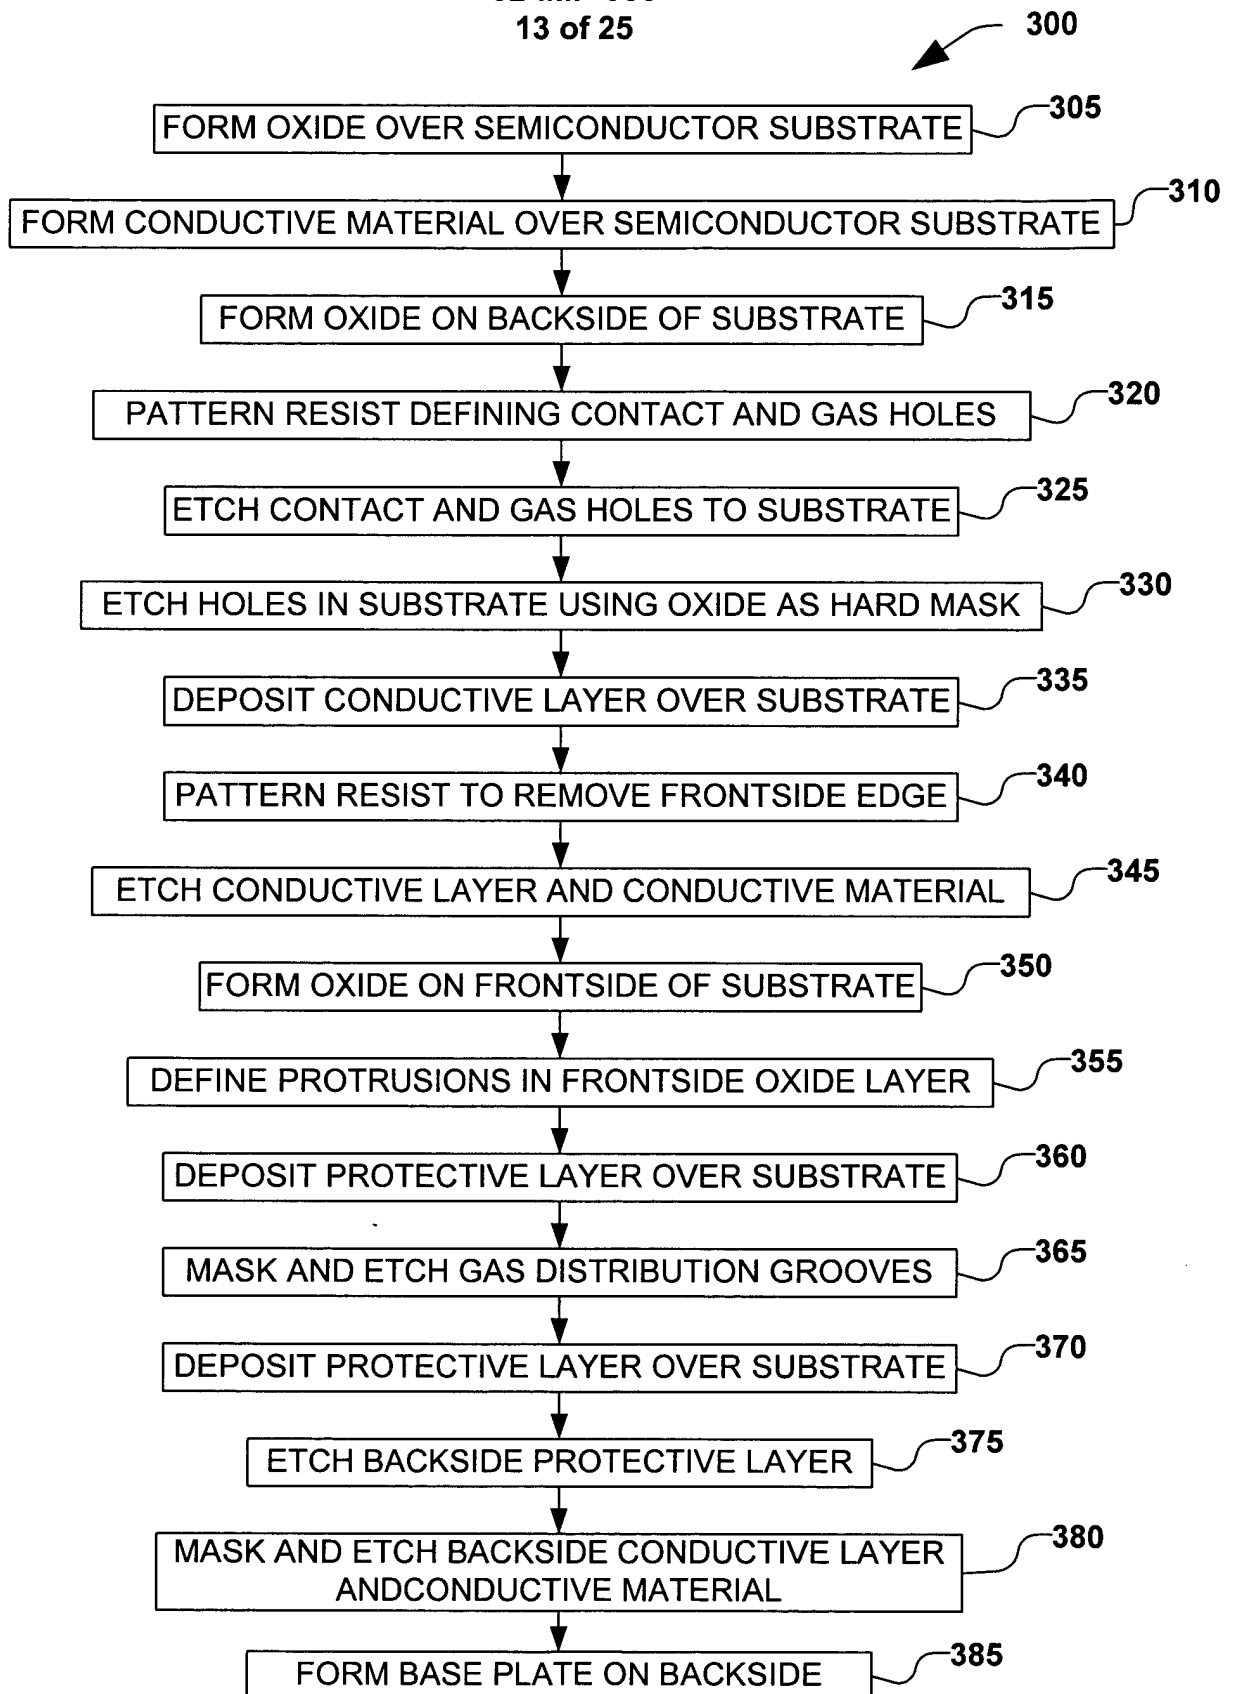 13 of 25
300
FORM OXIDE OVER SEMICONDUCTOR SUBSTRATE
305
FORM CONDUCTIVE MATERIAL OVER SEMICONDUCTOR SUBSTRATE
310
FORM OXIDE ON BACKSIDE OF SUBSTRATE
315
PATTERN RESIST DEFINING CONTACT AND GAS HOLES
320
ETCH CONTACT AND GAS HOLES TO SUBSTRATE
325
ETCH HOLES IN SUBSTRATE USING OXIDE AS HARD MASK
330
DEPOSIT CONDUCTIVE LAYER OVER SUBSTRATE
335
PATTERN RESIST TO REMOVE FRONTSIDE EDGE
340
ETCH CONDUCTIVE LAYER AND CONDUCTIVE MATERIAL
345
FORM OXIDE ON FRONTSIDE OF SUBSTRATE
350
DEFINE PROTRUSIONS IN FRONTSIDE OXIDE LAYER
355
DEPOSIT PROTECTIVE LAYER OVER SUBSTRATE
360
MASK AND ETCH GAS DISTRIBUTION GROOVES
365
DEPOSIT PROTECTIVE LAYER OVER SUBSTRATE
370
ETCH BACKSIDE PROTECTIVE LAYER
375
MASK AND ETCH BACKSIDE CONDUCTIVE LAYER
ANDCONDUCTIVE MATERIAL
380
FORM BASE PLATE ON BACKSIDE
385